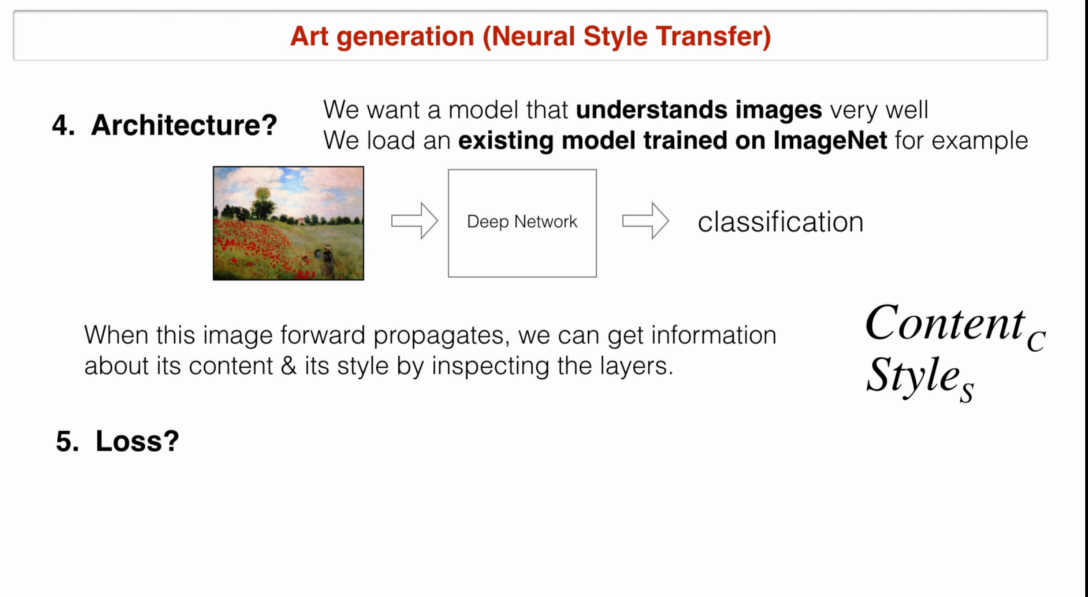 Art generation (Neural Style Transfer)
4. Architecture?
We want a model that understands images very well
We load an existing model trained on ImageNet for example
Deep Network
classification
When this image forward propagates, we can get information
about its content & its style by inspecting the layers.
Content_C
Style_S
5. Loss?